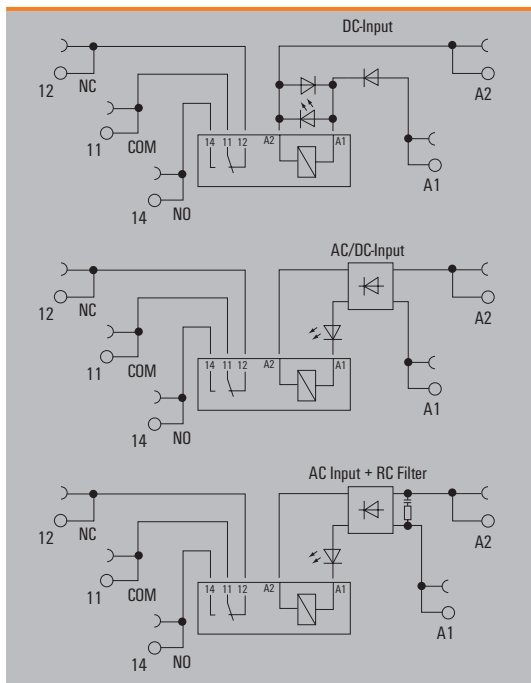 DC-Input
12 NC A2
11 COM 14 11 12 A2 A1
A1
14 NO
AC/DC-Input
12 NC A2
11 COM 14 11 12 A2 A1
A1
14 NO
AC Input + RC Filter
12 NC A2
11 COM 14 11 12 A2 A1
A1
14 NO